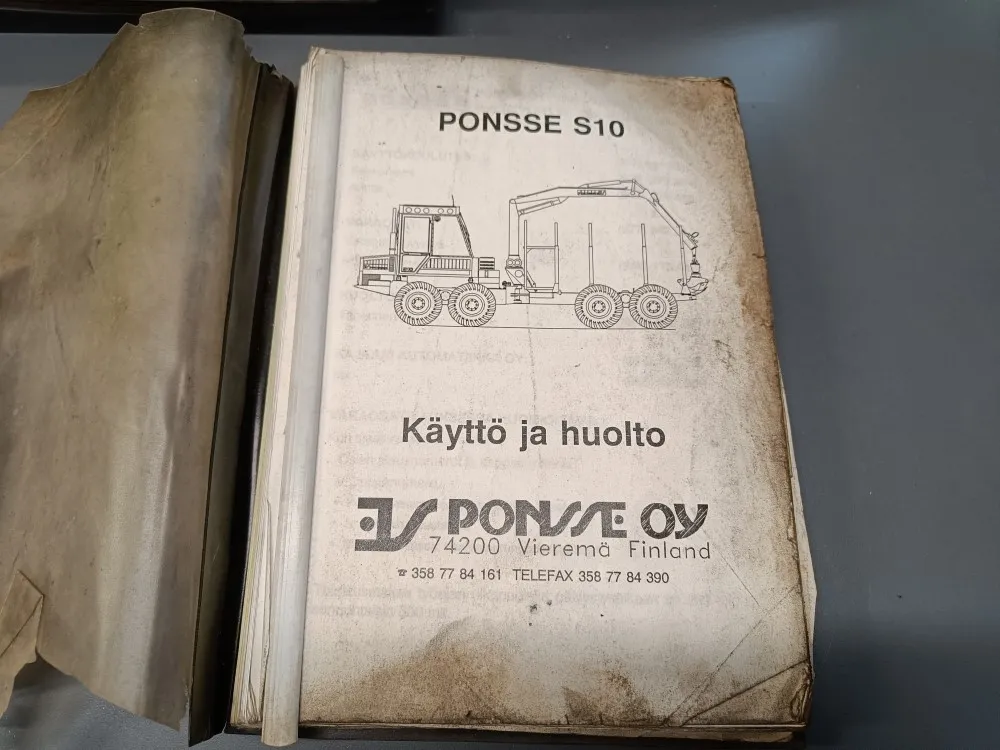 PONSSE S10
Käyttö ja huolto
PONSSE OY
74200 Vieremä Finland
☎ 358 77 84 161 TELEFAX 358 77 84 390